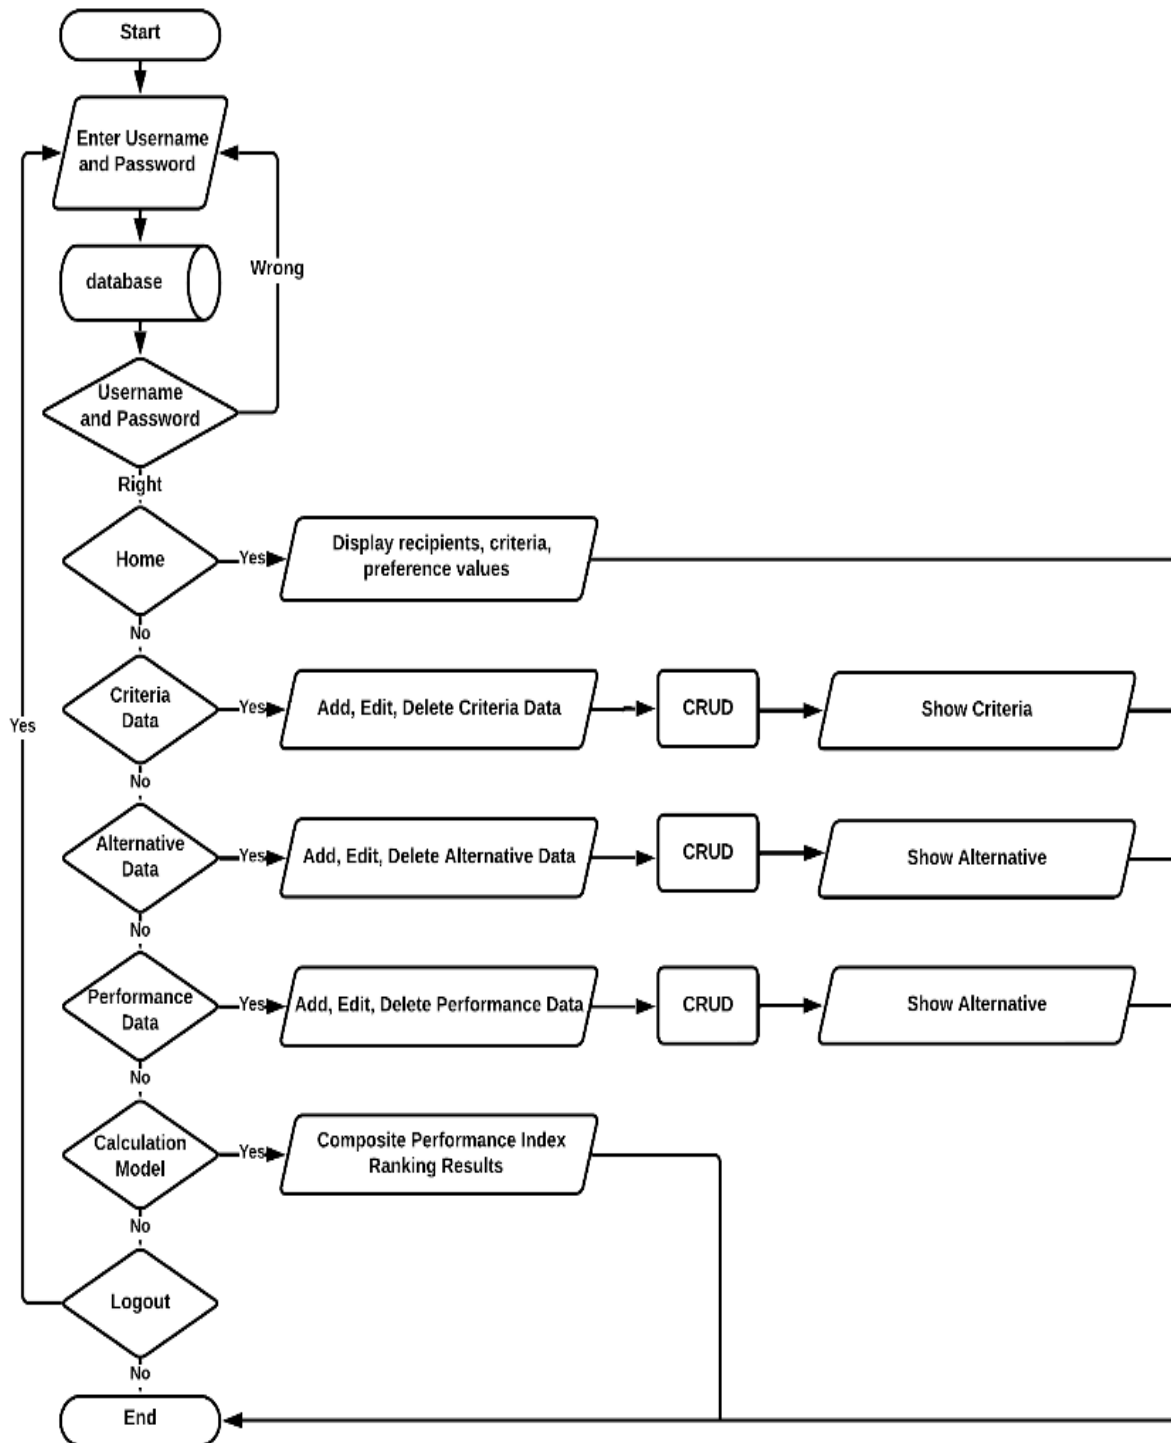 Start
Enter Username
and Password
database
Wrong
Username
and Password
Right
Home
Yes
Display recipients, criteria,
preference values
No
Criteria
Data
Yes
Add, Edit, Delete Criteria Data
CRUD
Show Criteria
Yes
No
Alternative
Data
Yes
Add, Edit, Delete Alternative Data
CRUD
Show Alternative
No
Performance
Data
Yes
Add, Edit, Delete Performance Data
CRUD
Show Alternative
No
Calculation
Model
Yes
Composite Performance Index
Ranking Results
No
Logout
No
End